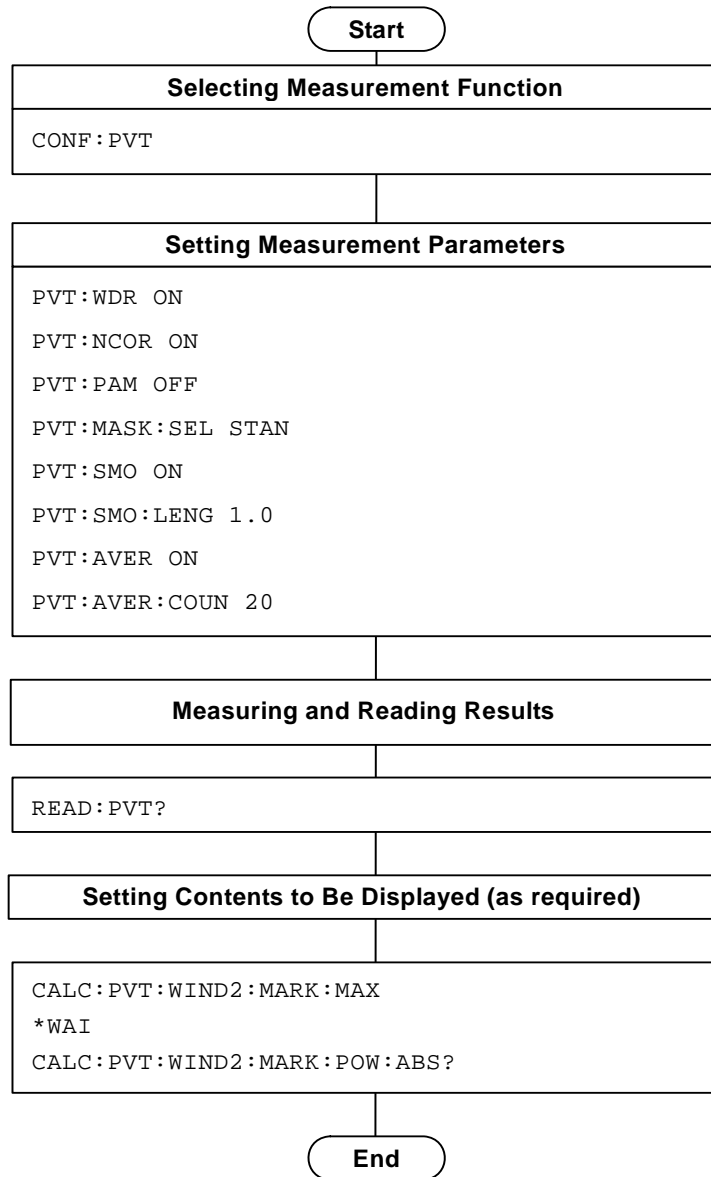 Start
Selecting Measurement Function
CONF:PVT
Setting Measurement Parameters
PVT:WDR ON
PVT:NCOR ON
PVT:PAM OFF
PVT:MASK:SEL STAN
PVT:SMO ON
PVT:SMO:LENG 1.0
PVT:AVER ON
PVT:AVER:COUN 20
Measuring and Reading Results
READ:PVT?
Setting Contents to Be Displayed (as required)
CALC:PVT:WIND2:MARK:MAX
*WAI
CALC:PVT:WIND2:MARK:POW:ABS?
End